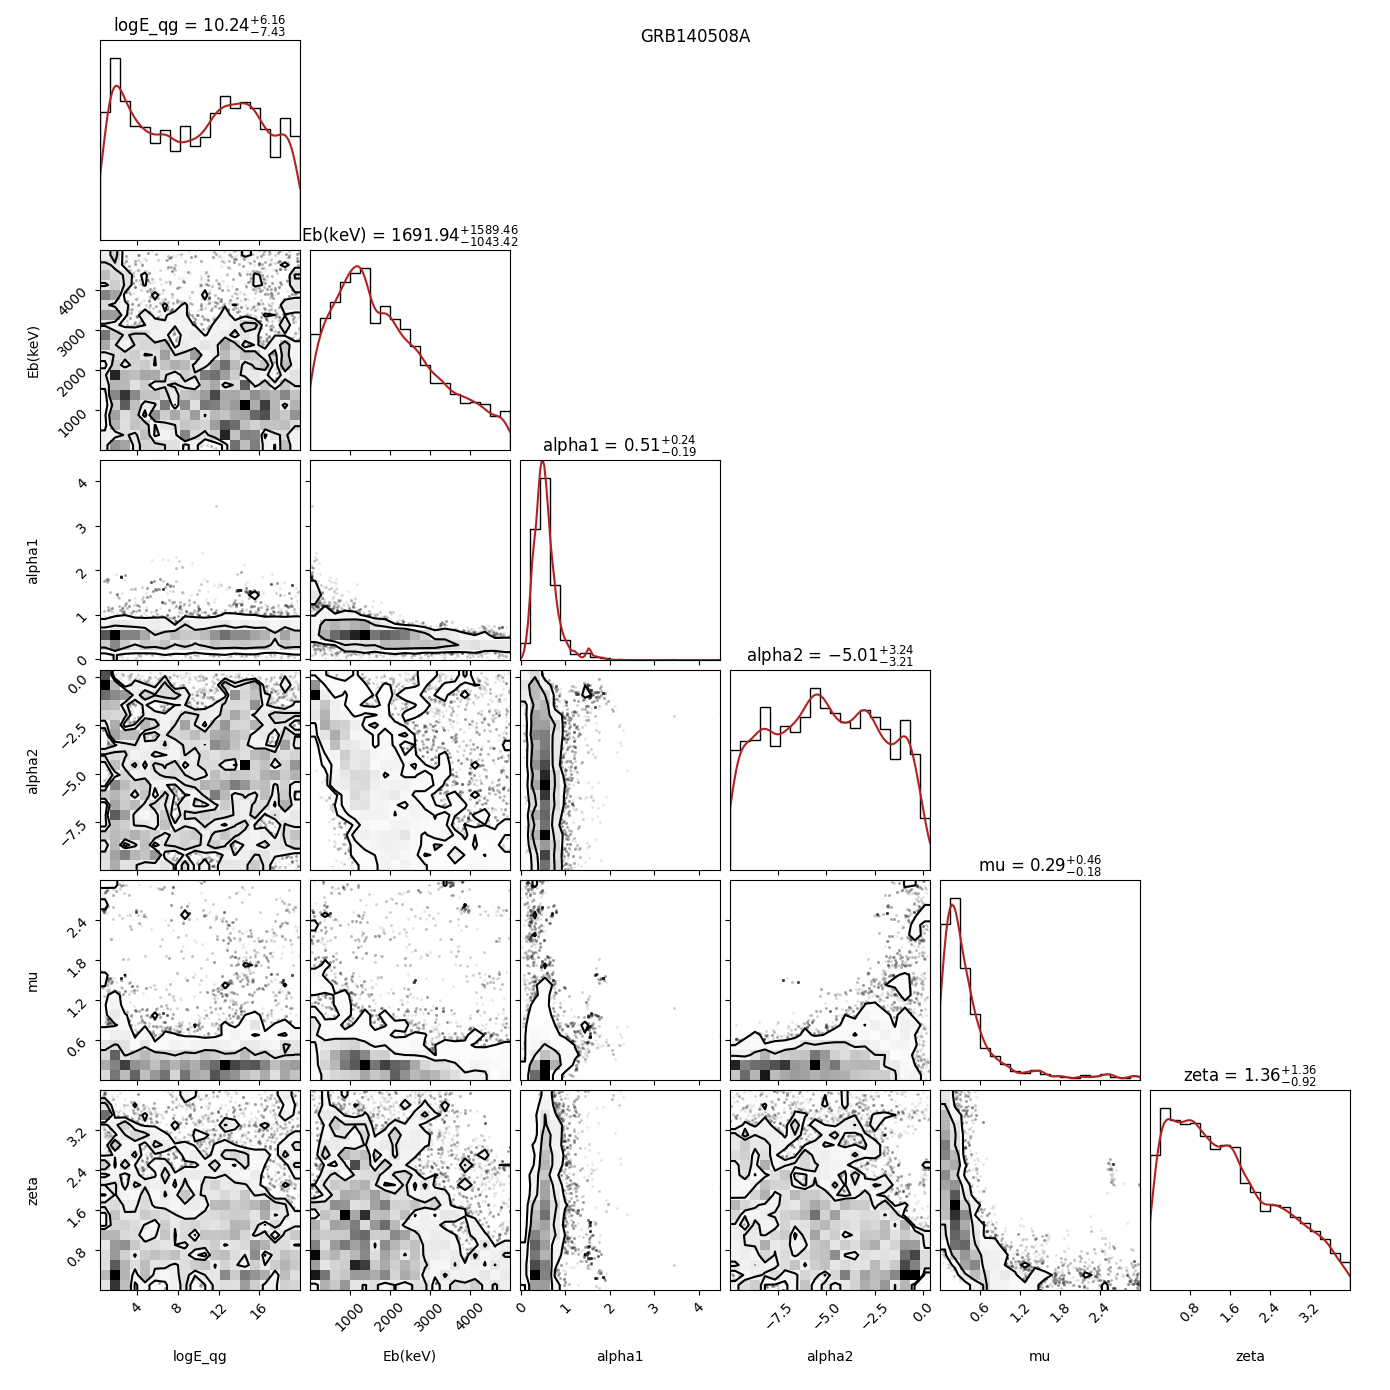 logE_qg = 10.24+6.16−7.43
GRB140508A
Eb(keV) = 1691.94+1589.46−1043.42
4000
3000
2000
1000
Eb(keV)
alpha1 = 0.51+0.24−0.19
4
3
2
1
0
alpha1
alpha2 = −5.01+3.24−3.21
0.0
−2.5
−5.0
−7.5
alpha2
mu = 0.29+0.46−0.18
2.4
1.8
1.2
0.6
mu
zeta = 1.36+1.36−0.92
3.2
2.4
1.6
0.8
zeta
4 8 12 16
1000 2000 3000 4000
0 1 2 3 4
−7.5 −5.0 −2.5 0.0
0.6 1.2 1.8 2.4
0.8 1.6 2.4 3.2
logE_qg Eb(keV) alpha1 alpha2 mu zeta